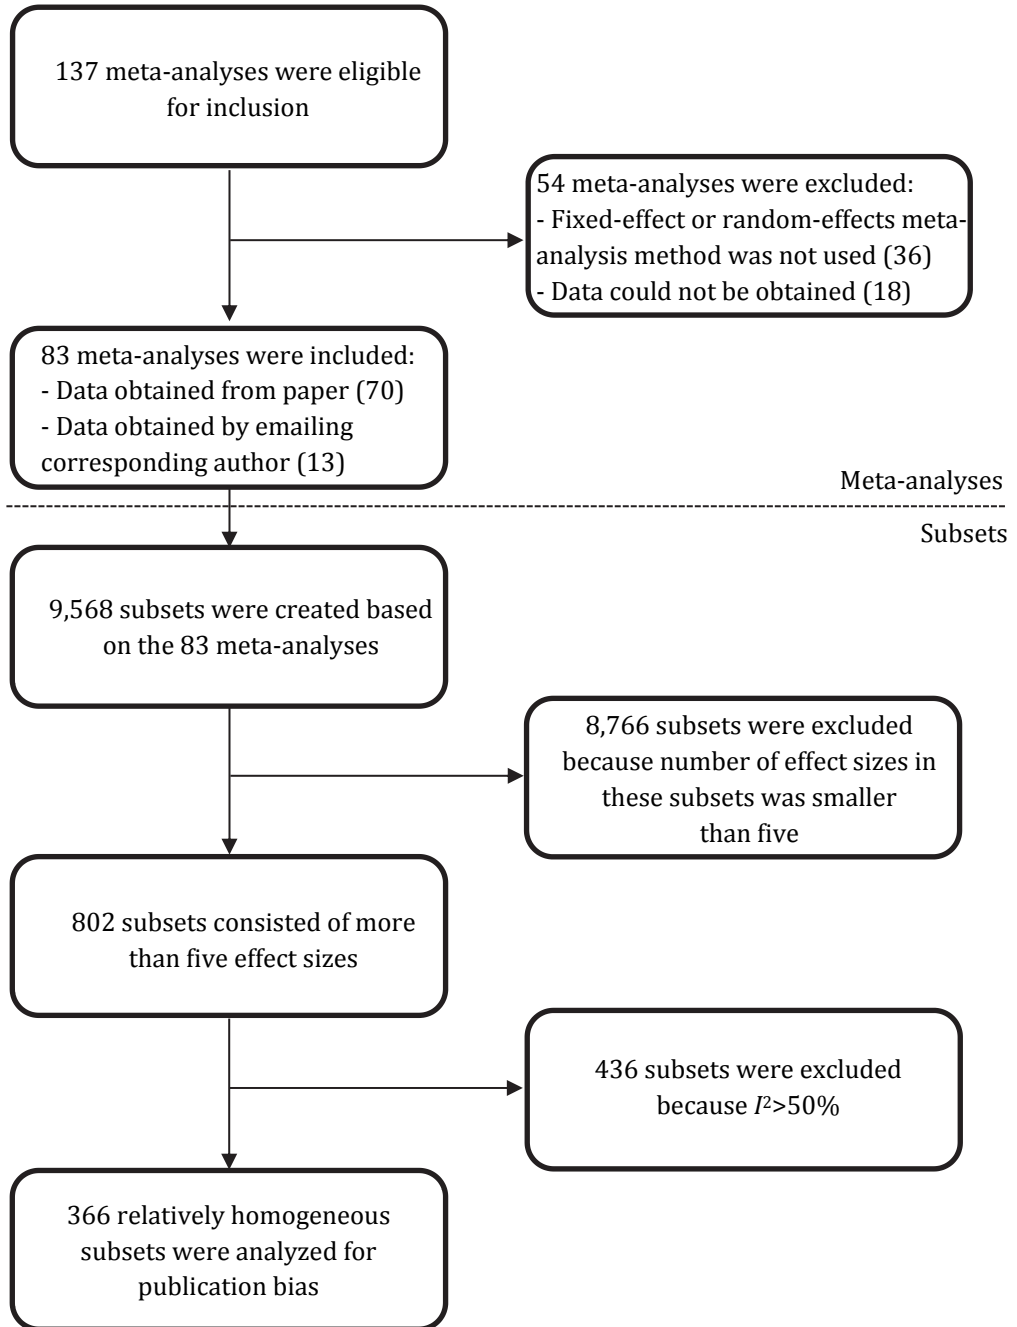 137 meta-analyses were eligible
for inclusion
54 meta-analyses were excluded:
- Fixed-effect or random-effects meta-
analysis method was not used (36)
- Data could not be obtained (18)
83 meta-analyses were included:
- Data obtained from paper (70)
- Data obtained by emailing
corresponding author (13)
Meta-analyses
Subsets
9,568 subsets were created based
on the 83 meta-analyses
8,766 subsets were excluded
because number of effect sizes in
these subsets was smaller
than five
802 subsets consisted of more
than five effect sizes
436 subsets were excluded
because I²>50%
366 relatively homogeneous
subsets were analyzed for
publication bias